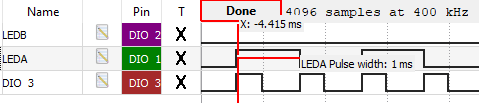 Name Pin T Done 4096 samples at 400 kHz
X: -4.415 ms
LEDB DIO 2 X
LEDA DIO 1 X LEDA Pulse width: 1 ms
DIO 3 DIO 3 X